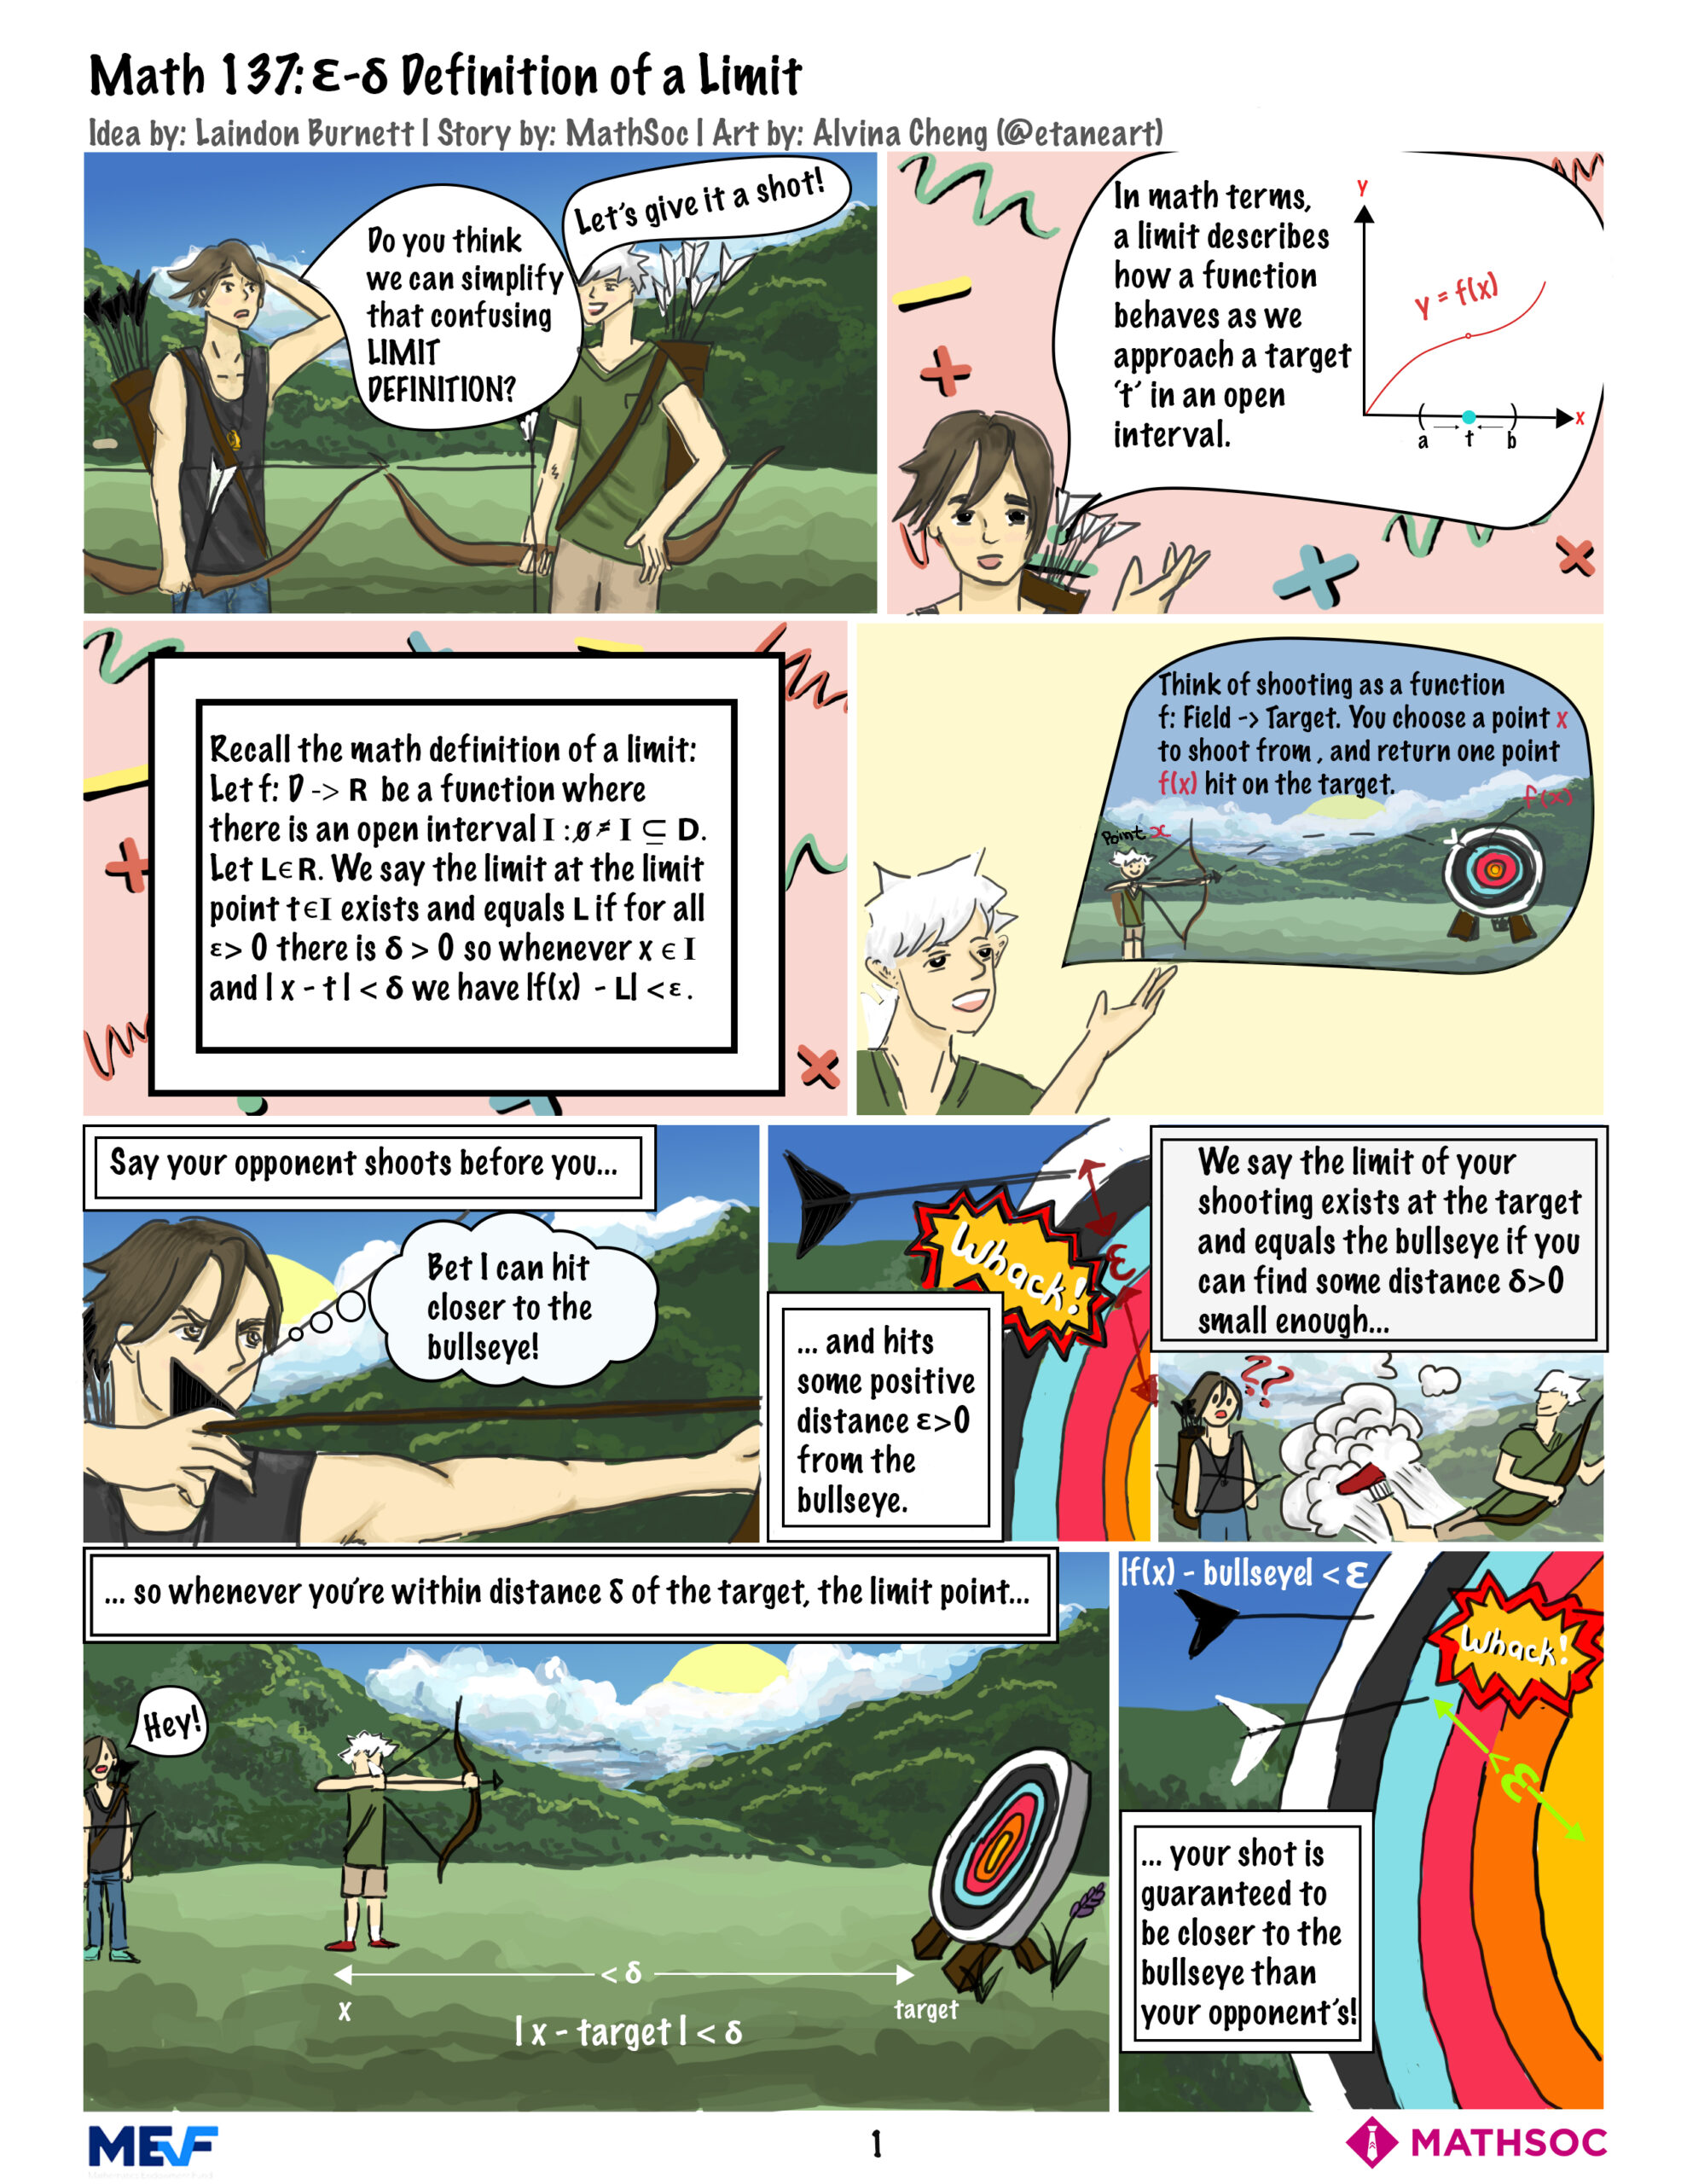 Math 137: ε-δ Definition of a Limit
Idea by: Laindon Burnett | Story by: MathSoc | Art by: Alvina Cheng (@etaneart)
Do you think
we can simplify
that confusing
LIMIT
DEFINITION?
Let's give it a shot!
In math terms,
a limit describes
how a function
behaves as we
approach a target
't' in an open
interval.
y
y = f(x)
x
( ) 
a t b
Recall the math definition of a limit:
Let f: D -> R be a function where
there is an open interval I : ø ≠ I ⊆ D.
Let L∈R. We say the limit at the limit
point t∈I exists and equals L if for all
ε> 0 there is δ > 0 so whenever x ∈ I
and | x - t | < δ we have |f(x) - L| < ε.
Think of shooting as a function
f: Field -> Target. You choose a point x
to shoot from , and return one point
f(x) hit on the target.
Point x
f(x)
Say your opponent shoots before you...
Bet I can hit
closer to the
bullseye!
Whack!
ε
... and hits
some positive
distance ε>0
from the
bullseye.
We say the limit of your
shooting exists at the target
and equals the bullseye if you
can find some distance δ>0
small enough...
??
... so whenever you're within distance δ of the target, the limit point...
Hey!
< δ
x
target
| x - target | < δ
|f(x) - bullseye| < ε
Whack!
< ε
... your shot is
guaranteed to
be closer to the
bullseye than
your opponent's!
MEF
1
MATHSOC